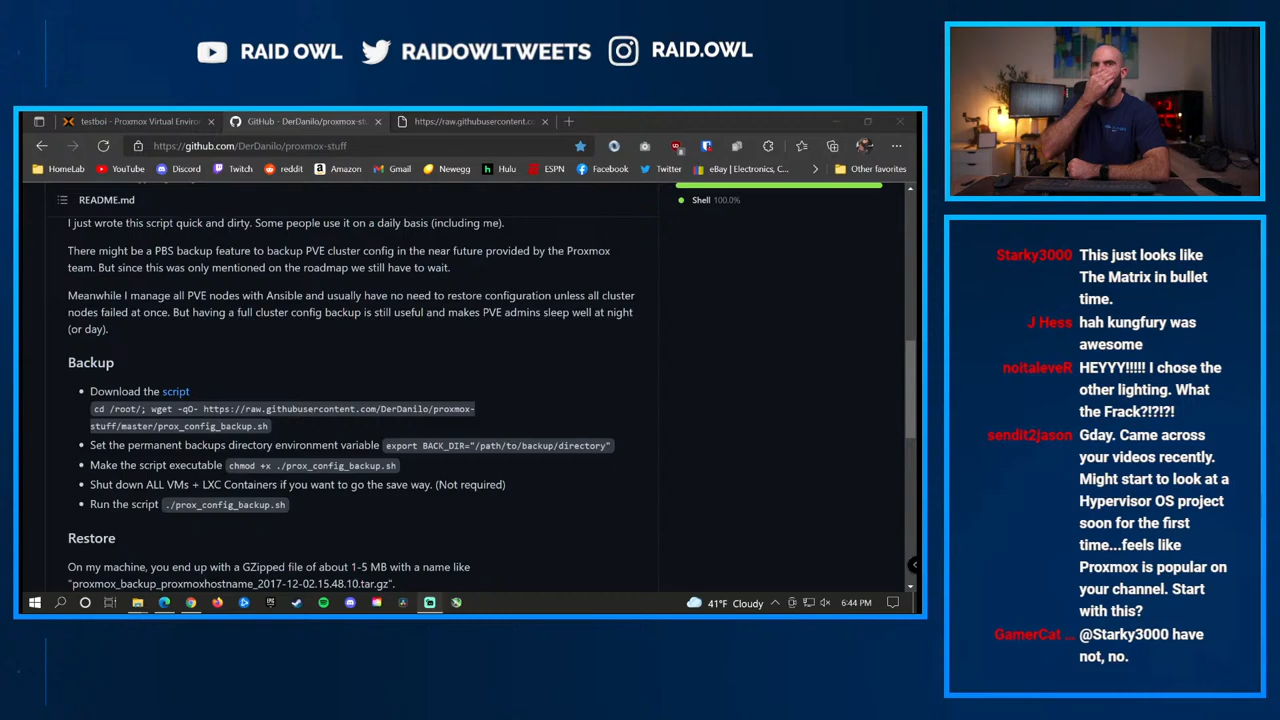 RAID OWL RAIDOWLTWEETS RAID.OWL
testboi - Proxmox Virtual Enviro
GitHub - DerDanilo/proxmox-st
https://raw.githubusercontent.c
https://github.com/DerDanilo/proxmox-stuff
HomeLab YouTube Discord reddit Amazon Gmail Newegg Hulu ESPN Facebook Twitter eBay | Electronics, C... Other favorites
README.md
Shell 100.0%
I just wrote this script quick and dirty. Some people use it on a daily basis (including me).
There might be a PBS backup feature to backup PVE cluster config in the near future provided by the Proxmox
team. But since this was only mentioned on the roadmap we still have to wait.
Meanwhile I manage all PVE nodes with Ansible and usually have no need to restore configuration unless all cluster
nodes failed at once. But having a full cluster config backup is still useful and makes PVE admins sleep well at night
(or day).
Backup
Download the script
cd /root/; wget -qO- https://raw.githubusercontent.com/DerDanilo/proxmox-
stuff/master/prox_config_backup.sh
Set the permanent backups directory environment variable export BACK_DIR="/path/to/backup/directory"
Make the script executable chmod +x ./prox_config_backup.sh
Shut down ALL VMs + LXC Containers if you want to go the save way. (Not required)
Run the script ./prox_config_backup.sh
Restore
On my machine, you end up with a GZipped file of about 1-5 MB with a name like
"proxmox_backup_proxmoxhostname_2017-12-02.15.48.10.tar.gz".
41°F Cloudy 6:44 PM
Starky3000 This just looks like
The Matrix in bullet
time.
J Hess hah kungfury was
awesome
noitaleveR HEYYY!!!!! I chose the
other lighting. What
the Frack?!?!?!
sendit2jason Gday. Came across
your videos recently.
Might start to look at a
Hypervisor OS project
soon for the first
time...feels like
Proxmox is popular on
your channel. Start
with this?
GamerCat ... @Starky3000 have
not, no.